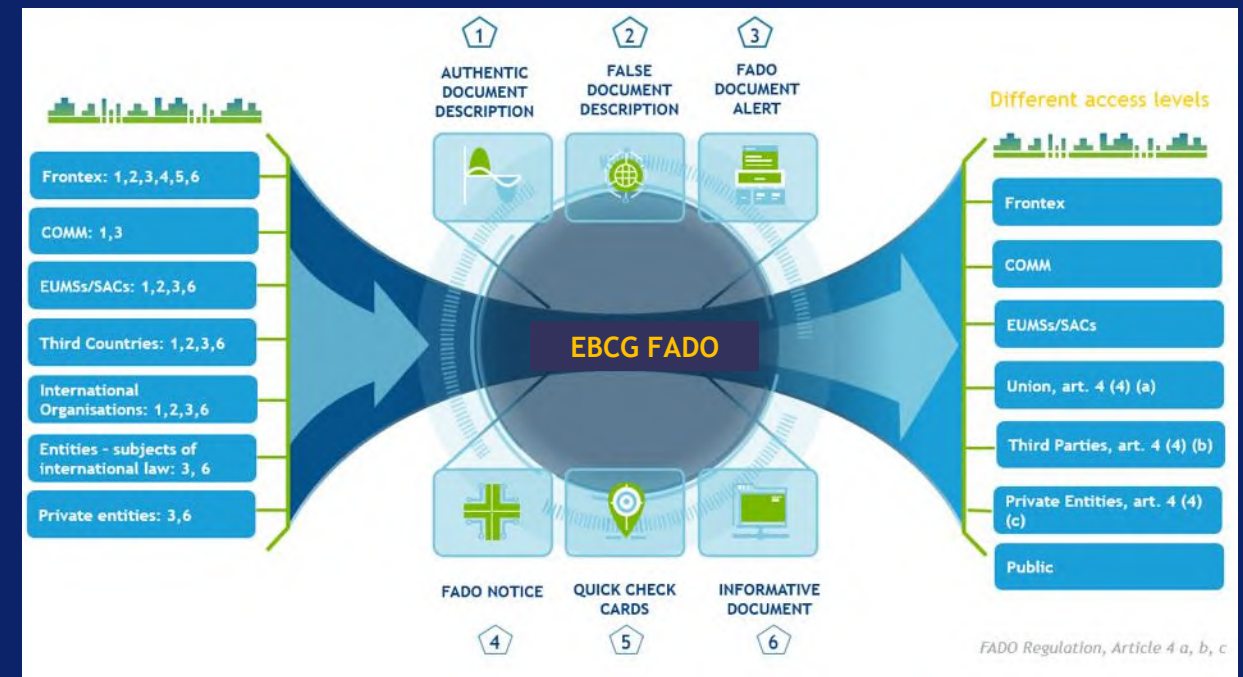 1
AUTHENTIC
DOCUMENT
DESCRIPTION
2
FALSE
DOCUMENT
DESCRIPTION
3
FADO
DOCUMENT
ALERT
Frontex: 1,2,3,4,5,6
COMM: 1,3
EUMSs/SACs: 1,2,3,6
Third Countries: 1,2,3,6
International
Organisations: 1,2,3,6
Entities – subjects of
international law: 3, 6
Private entities: 3,6
EBCG FADO
Different access levels
Frontex
COMM
EUMSs/SACs
Union, art. 4 (4) (a)
Third Parties, art. 4 (4) (b)
Private Entities, art. 4 (4)
(c)
Public
FADO NOTICE
4
QUICK CHECK
CARDS
5
INFORMATIVE
DOCUMENT
6
FADO Regulation, Article 4 a, b, c